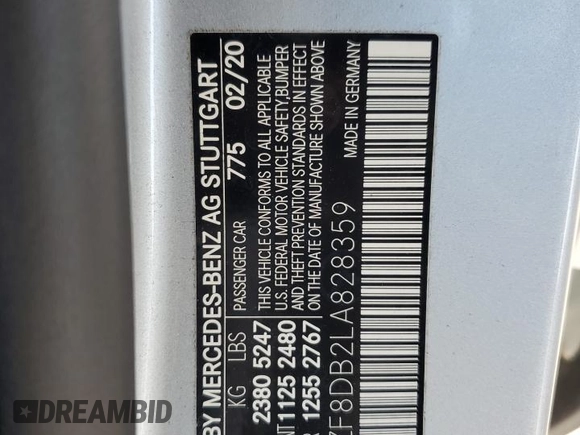 BY MERCEDES-BENZ AG STUTTGART
KG LBS PASSENGER CAR 775 02/20
2380 5247 THIS VEHICLE CONFORMS TO ALL APPLICABLE
U.S. FEDERAL MOTOR VEHICLE SAFETY, BUMPER
1125 2480 AND THEFT PREVENTION STANDARDS IN EFFECT
1255 2767 ON THE DATE OF MANUFACTURE SHOWN ABOVE
MADE IN GERMANY
F8DB2LA828359
DREAMBID